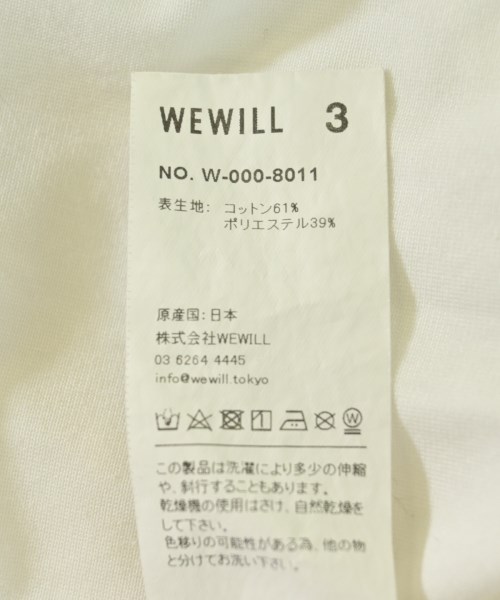 WEWILL 3
NO. W-000-8011
表生地: コットン61%
ポリエステル39%
原産国:日本
株式会社WEWILL
03 6264 4445
info@wewill.tokyo
W
この製品は洗濯により多少の伸縮
や、斜行することもあります。
乾燥機の使用はさけ、自然乾燥を
して下さい。
色移りの可能性がある為、他の物
と分けてお洗い下さい。